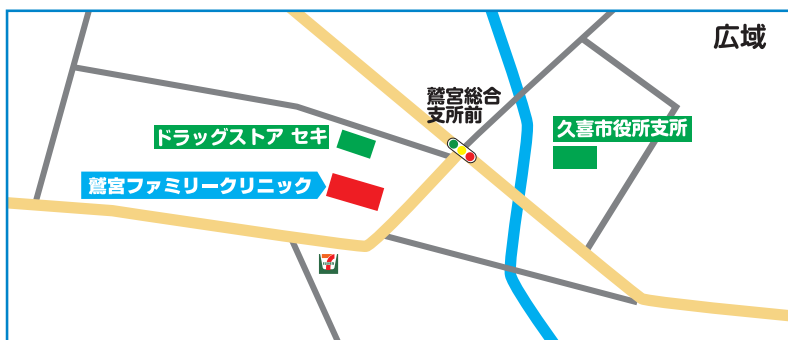 広域
鷲宮総合
支所前
久喜市役所支所
ドラッグストア セキ
鷲宮ファミリークリニック